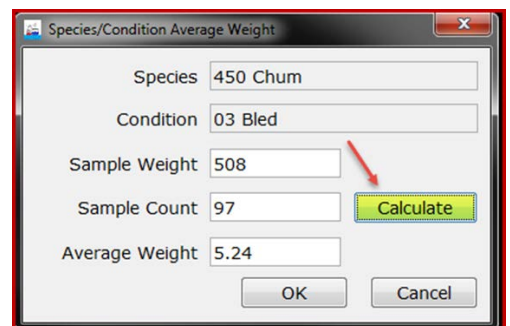 Species/Condition Average Weight
Species 450 Chum
Condition 03 Bled
Sample Weight 508
Sample Count 97 Calculate
Average Weight 5.24
OK Cancel